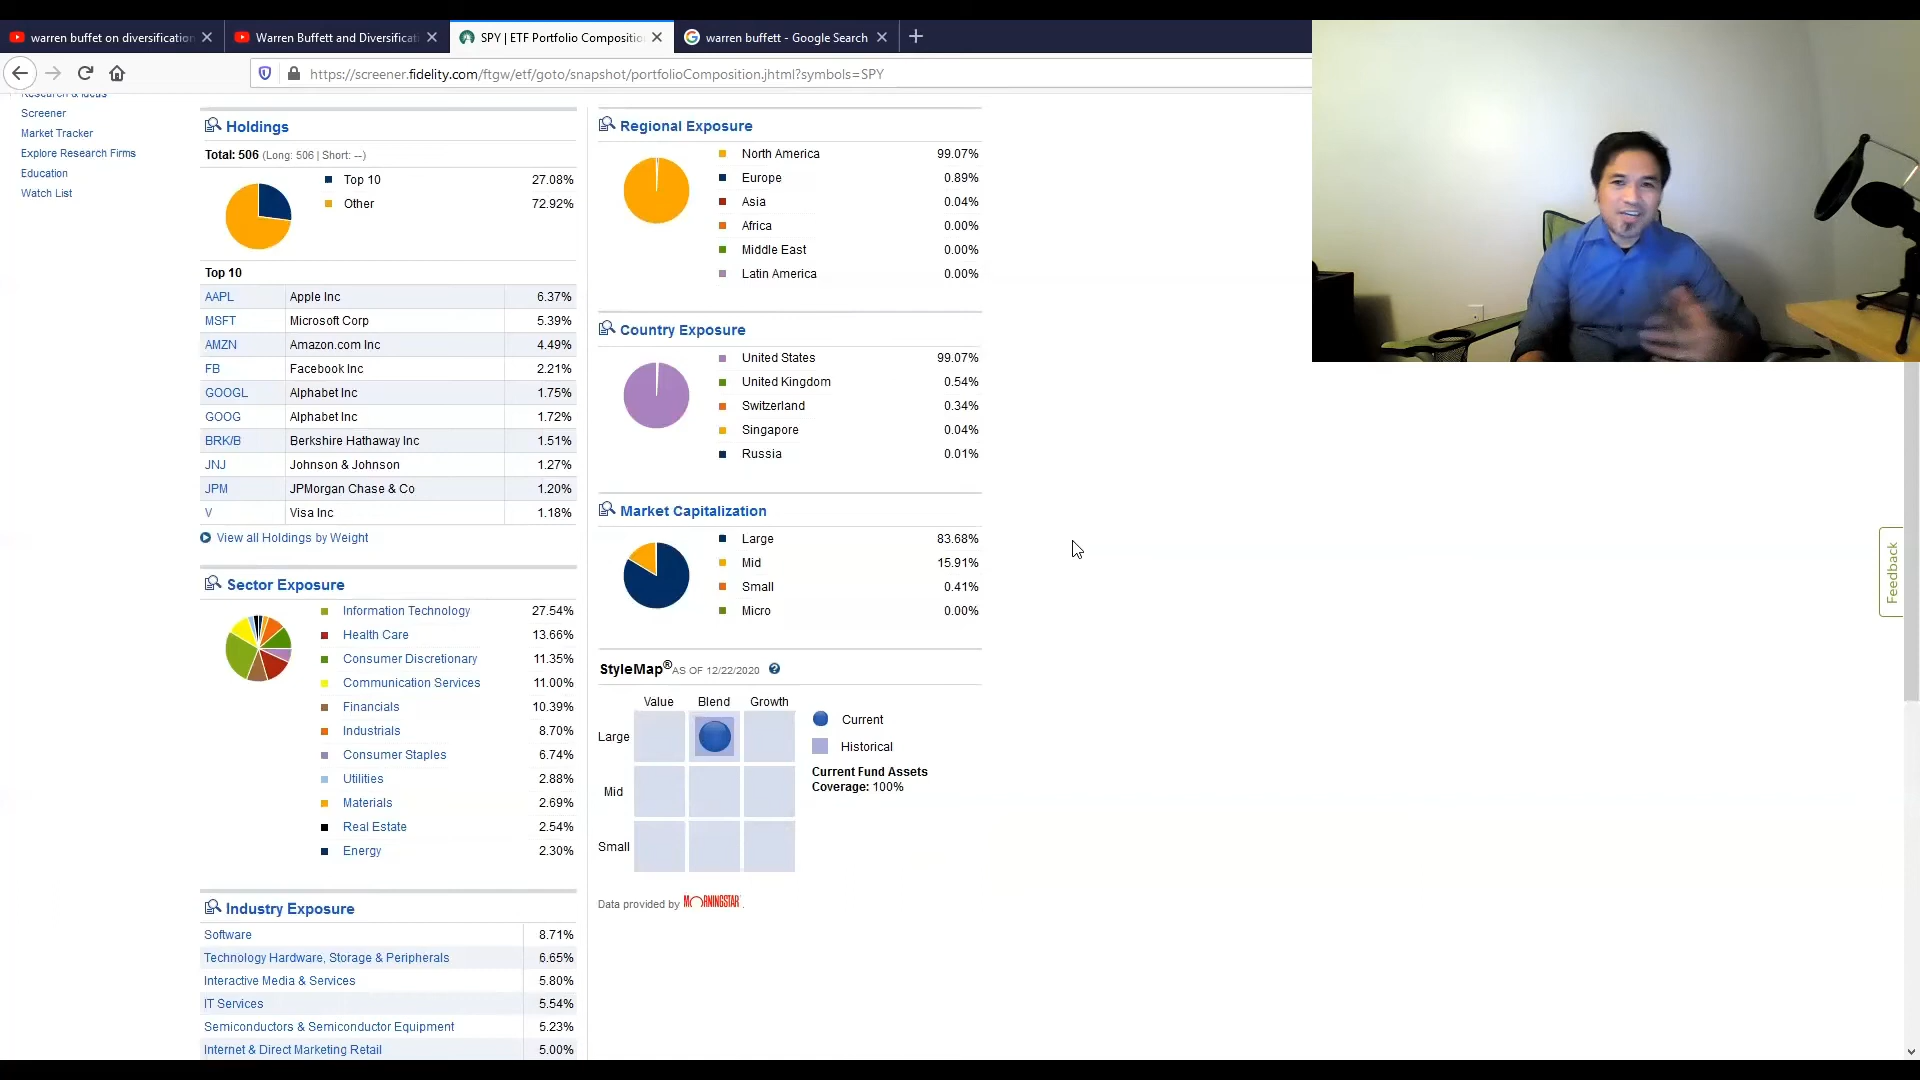 warren buffet on diversification
Warren Buffett and Diversificat
SPY | ETF Portfolio Compositio
warren buffett - Google Search
https://screener.fidelity.com/ftgw/etf/goto/snapshot/portfolioComposition.jhtml?symbols=SPY
Research & Ideas
Screener
Market Tracker
Explore Research Firms
Education
Watch List
Holdings
Total: 506 (Long: 506 | Short: --)
Top 10 27.08%
Other 72.92%
Top 10
AAPL Apple Inc 6.37%
MSFT Microsoft Corp 5.39%
AMZN Amazon.com Inc 4.49%
FB Facebook Inc 2.21%
GOOGL Alphabet Inc 1.75%
GOOG Alphabet Inc 1.72%
BRK/B Berkshire Hathaway Inc 1.51%
JNJ Johnson & Johnson 1.27%
JPM JPMorgan Chase & Co 1.20%
V Visa Inc 1.18%
View all Holdings by Weight
Sector Exposure
Information Technology 27.54%
Health Care 13.66%
Consumer Discretionary 11.35%
Communication Services 11.00%
Financials 10.39%
Industrials 8.70%
Consumer Staples 6.74%
Utilities 2.88%
Materials 2.69%
Real Estate 2.54%
Energy 2.30%
Industry Exposure
Software 8.71%
Technology Hardware, Storage & Peripherals 6.65%
Interactive Media & Services 5.80%
IT Services 5.54%
Semiconductors & Semiconductor Equipment 5.23%
Internet & Direct Marketing Retail 5.00%
Regional Exposure
North America 99.07%
Europe 0.89%
Asia 0.04%
Africa 0.00%
Middle East 0.00%
Latin America 0.00%
Country Exposure
United States 99.07%
United Kingdom 0.54%
Switzerland 0.34%
Singapore 0.04%
Russia 0.01%
Market Capitalization
Large 83.68%
Mid 15.91%
Small 0.41%
Micro 0.00%
StyleMap® AS OF 12/22/2020 ?
Value Blend Growth
Large
Mid
Small
Current
Historical
Current Fund Assets
Coverage: 100%
Data provided by MORNINGSTAR.
Feedback